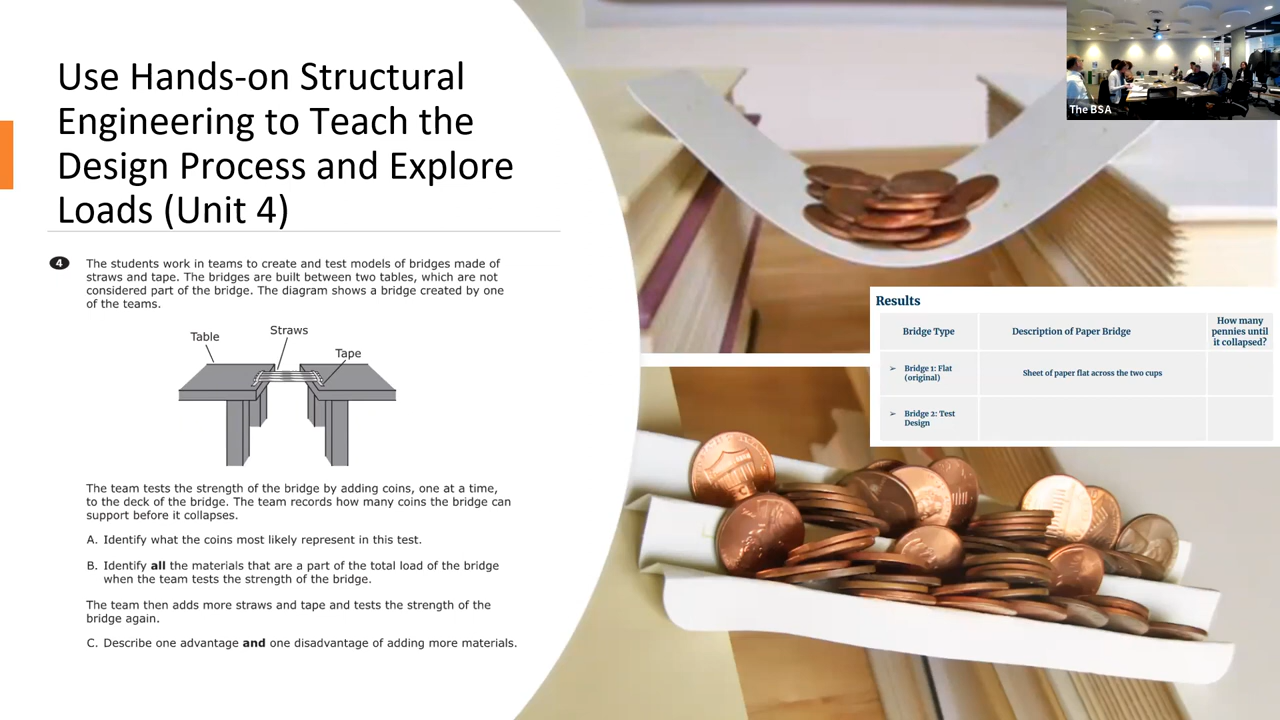 Use Hands-on Structural
Engineering to Teach the
Design Process and Explore
Loads (Unit 4)
4
The students work in teams to create and test models of bridges made of
straws and tape. The bridges are built between two tables, which are not
considered part of the bridge. The diagram shows a bridge created by one
of the teams.
Table
Straws
Tape
The team tests the strength of the bridge by adding coins, one at a time,
to the deck of the bridge. The team records how many coins the bridge can
support before it collapses.
A. Identify what the coins most likely represent in this test.
B. Identify all the materials that are a part of the total load of the bridge
when the team tests the strength of the bridge.
The team then adds more straws and tape and tests the strength of the
bridge again.
C. Describe one advantage and one disadvantage of adding more materials.
The BSA
Results
Bridge Type
Description of Paper Bridge
How many
pennies until
it collapsed?
➢ Bridge 1: Flat
(original)
Sheet of paper flat across the two cups
➢ Bridge 2: Test
Design